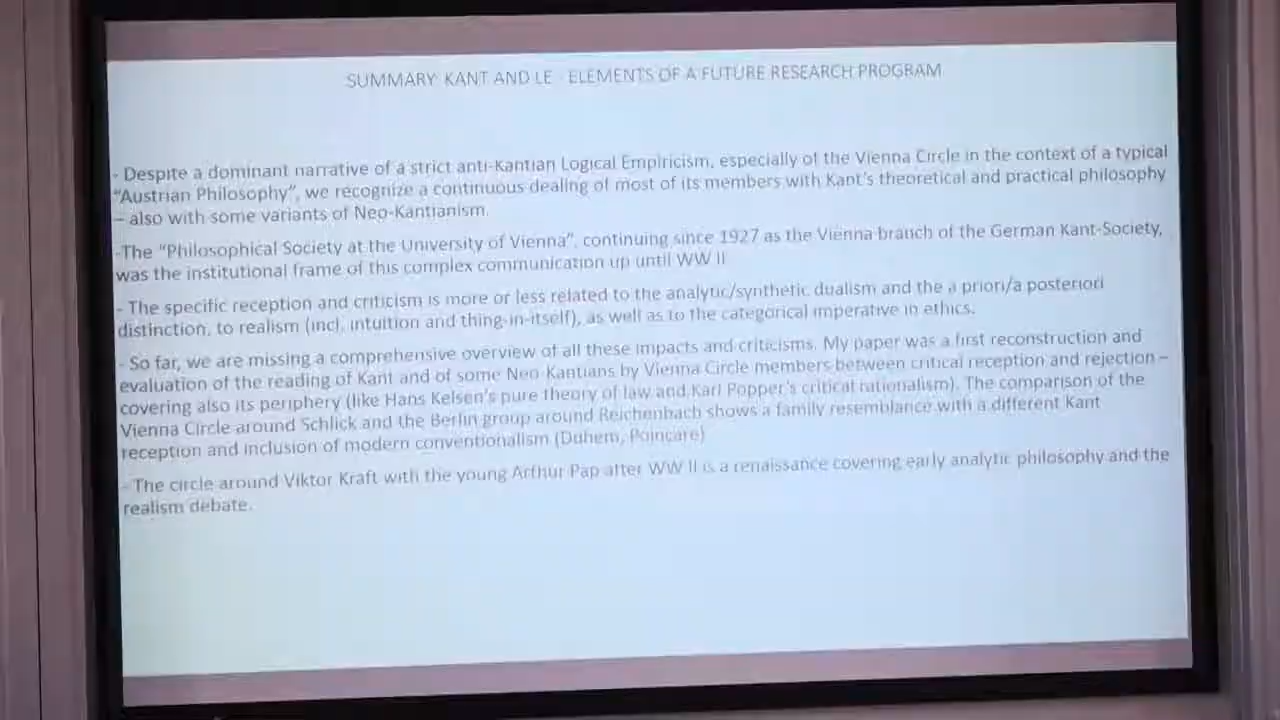 SUMMARY: KANT AND LE - ELEMENTS OF A FUTURE RESEARCH PROGRAM
- Despite a dominant narrative of a strict anti-Kantian Logical Empiricism, especially of the Vienna Circle in the context of a typical
“Austrian Philosophy”, we recognize a continuous dealing of most of its members with Kant’s theoretical and practical philosophy
– also with some variants of Neo-Kantianism.
-The “Philosophical Society at the University of Vienna”, continuing since 1927 as the Vienna branch of the German Kant-Society,
was the institutional frame of this complex communication up until WW II
- The specific reception and criticism is more or less related to the analytic/synthetic dualism and the a priori/a posteriori
distinction, to realism (incl. intuition and thing-in-itself), as well as to the categorical imperative in ethics.
- So far, we are missing a comprehensive overview of all these impacts and criticisms. My paper was a first reconstruction and
evaluation of the reading of Kant and of some Neo-Kantians by Vienna Circle members between critical reception and rejection –
covering also its periphery (like Hans Kelsen’s pure theory of law and Karl Popper’s critical rationalism). The comparison of the
Vienna Circle around Schlick and the Berlin group around Reichenbach shows a family resemblance with a different Kant
reception and inclusion of modern conventionalism (Duhem, Poincare)
- The circle around Viktor Kraft with the young Arthur Pap after WW II is a renaissance covering early analytic philosophy and the
realism debate.